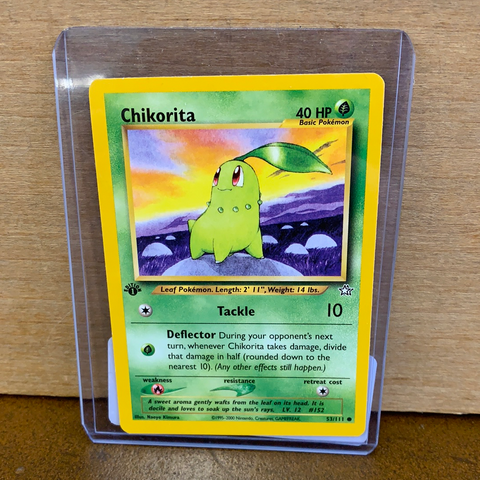 Chikorita
40 HP
Basic Pokémon
Leaf Pokémon. Length: 2' 11", Weight: 14 lbs.
Tackle 10
Deflector During your opponent's next
turn, whenever Chikorita takes damage, divide
that damage in half (rounded down to the
nearest 10). (Any other effects still happen.)
weakness resistance retreat cost
A sweet aroma gently wafts from the leaf on its head. It is
docile and loves to soak up the sun's rays. LV. 12 #152
Illus. Naoyo Kimura ©1995-2000 Nintendo, Creatures, GAMEFREAK. 53/111